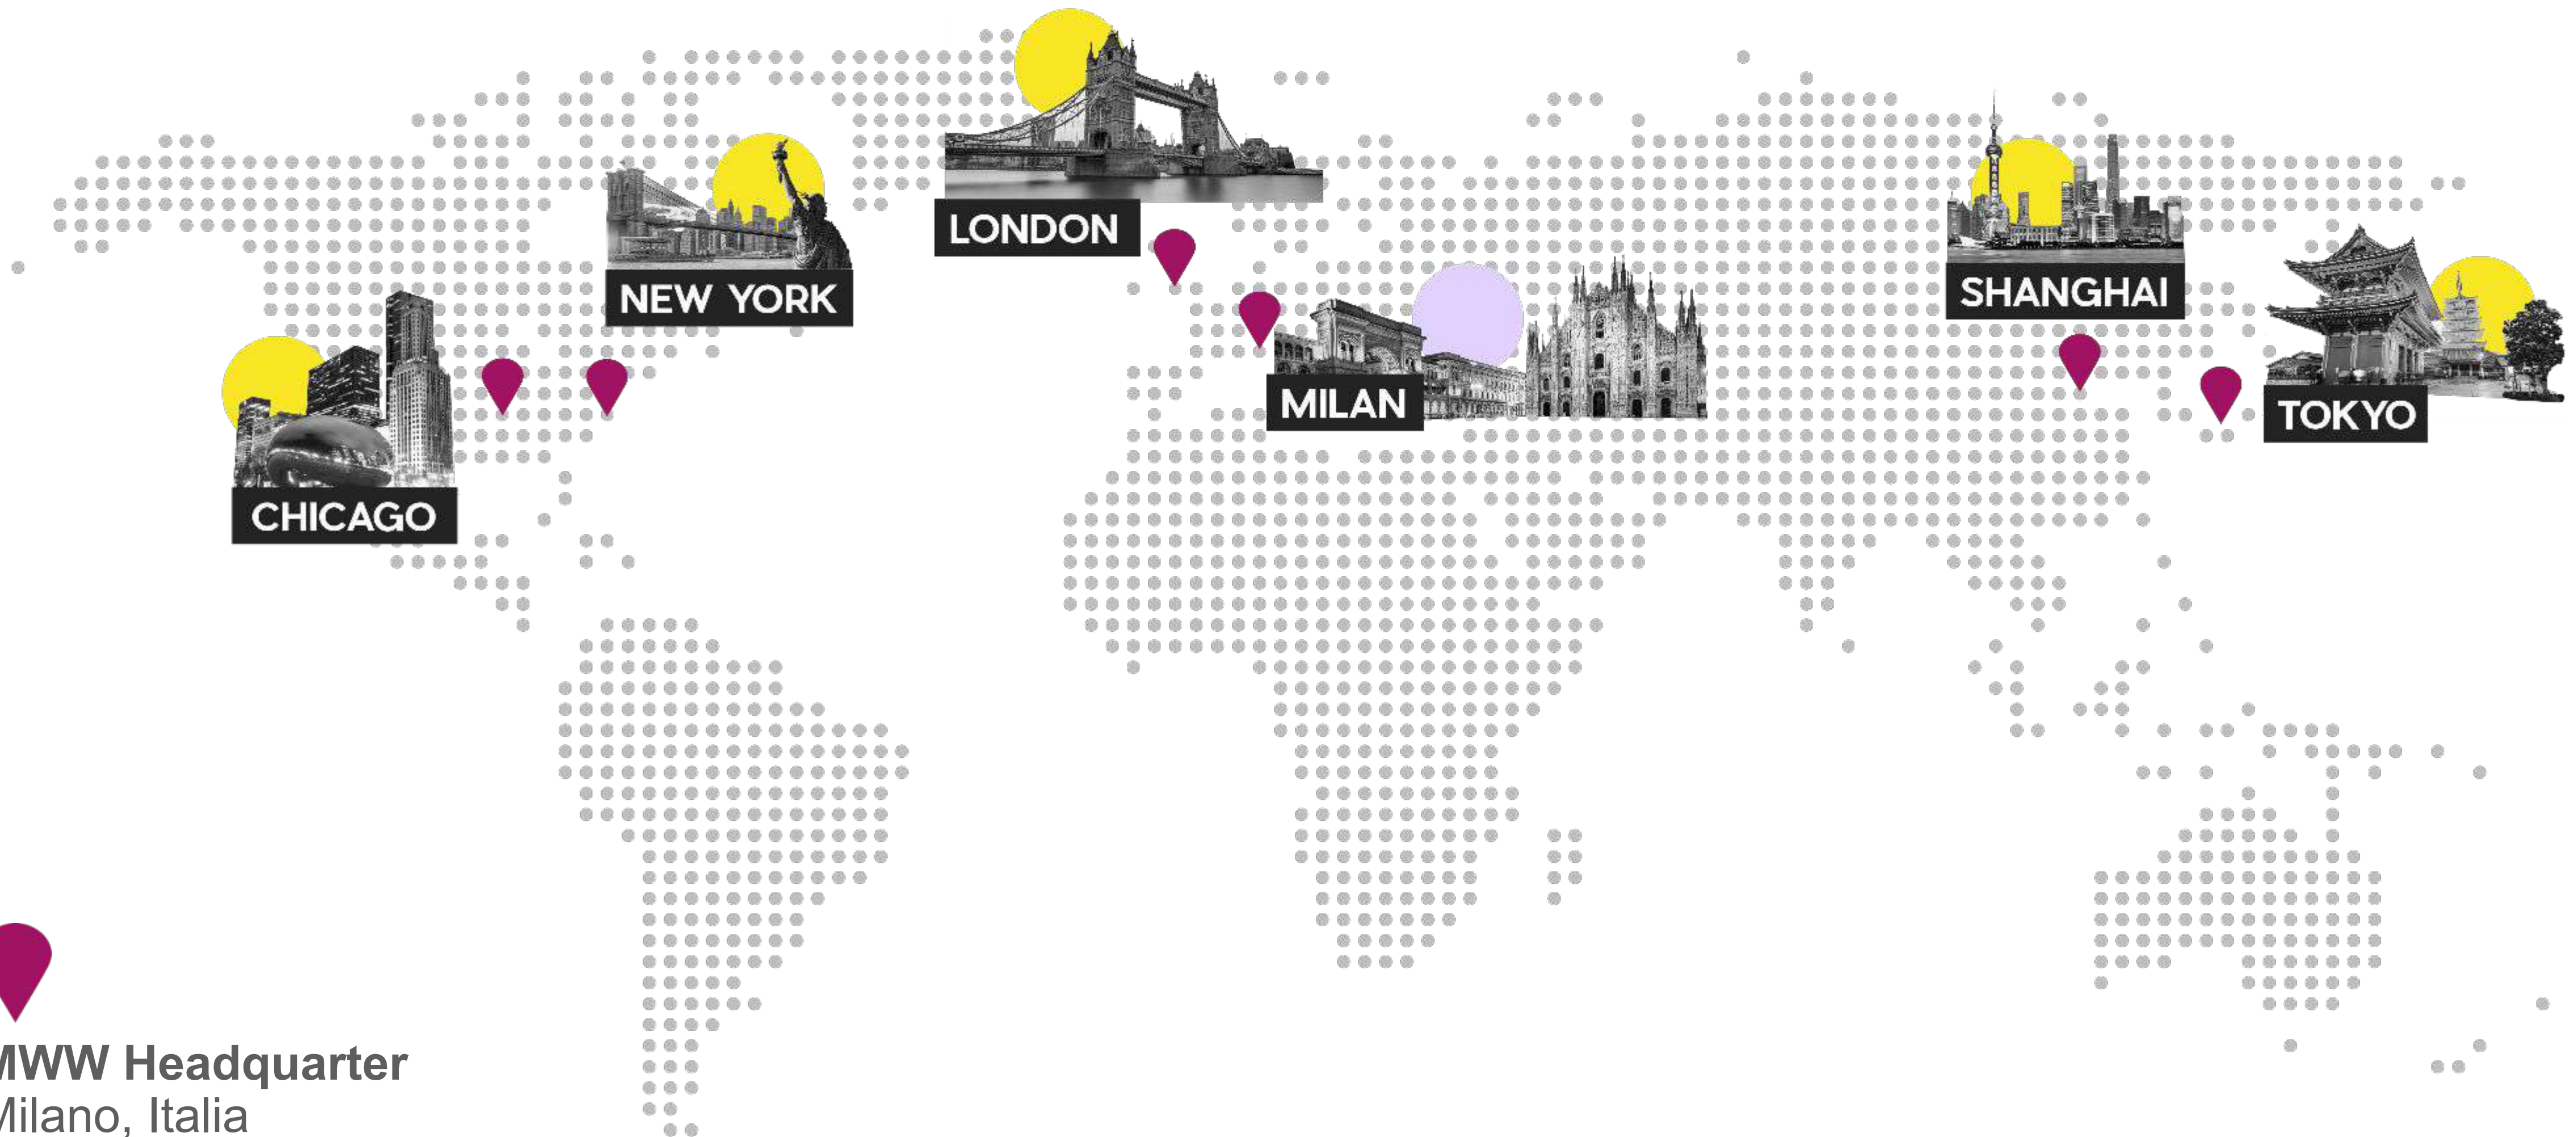 LONDON
NEW YORK
SHANGHAI
MILAN
TOKYO
CHICAGO
MWW Headquarter
Milano, Italia